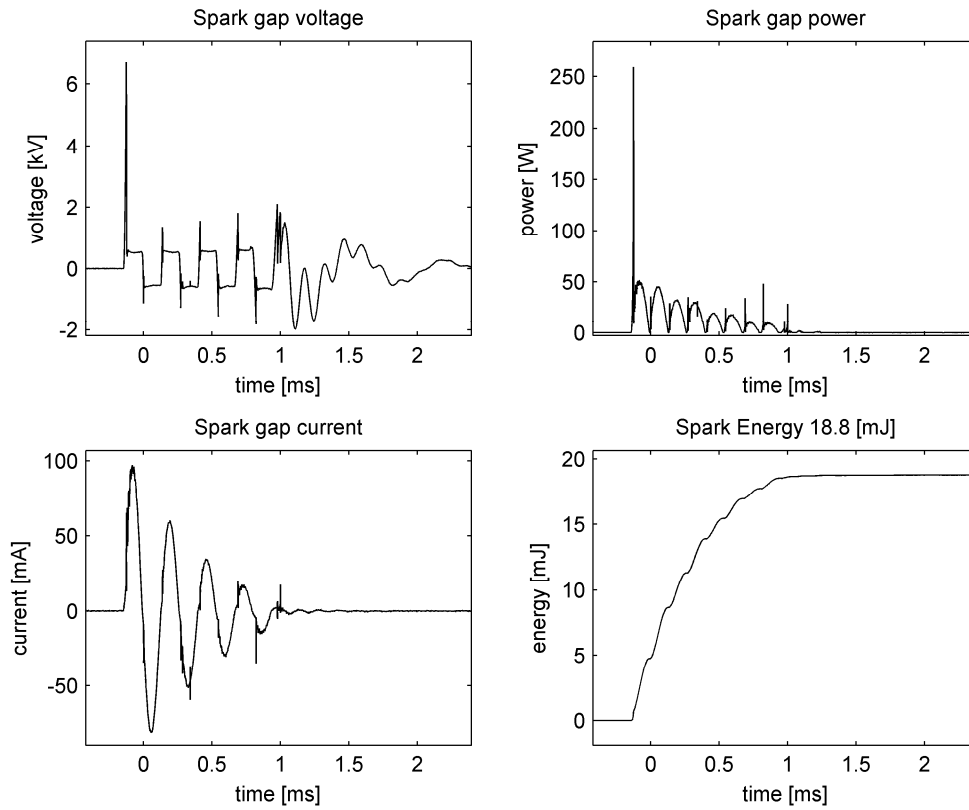 Spark gap voltage
6
4
2
0
-2
voltage [kV]
0 0.5 1 1.5 2
time [ms]
Spark gap power
250
200
150
100
50
0
power [W]
0 0.5 1 1.5 2
time [ms]
Spark gap current
100
50
0
-50
current [mA]
0 0.5 1 1.5 2
time [ms]
Spark Energy 18.8 [mJ]
20
15
10
5
0
energy [mJ]
0 0.5 1 1.5 2
time [ms]